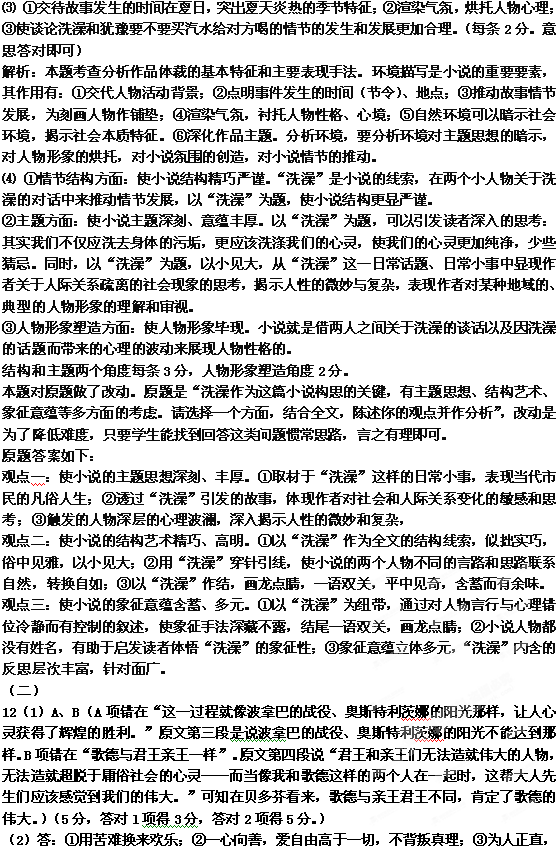 (3) ①交待故事发生的时间在夏日，突出夏天炎热的季节特征；②渲染气氛，烘托人物心理；
③使谈论洗澡和犹豫要不要买汽水给对方喝的情节的发生和发展更加合理。（每条 2 分。意
思答对即可）
解析：本题考查分析作品体裁的基本特征和主要表现手法。环境描写是小说的重要要素，
其作用有：①交代人物活动背景；②点明事件发生的时间（节令）、地点；③推动故事情节
发展，为刻画人物作铺垫；④渲染气氛，衬托人物性格、心境；⑤自然环境可以暗示社会
环境，揭示社会本质特征。⑥深化作品主题。分析环境，要分析环境对主题思想的暗示，
对人物形象的烘托，对小说氛围的创造，对小说情节的推动。
(4) ①情节结构方面：使小说结构精巧严谨。“洗澡”是小说的线索，在两个小人物关于洗
澡的对话中来推动情节发展，以“洗澡”为题，使小说结构更显严谨。
②主题方面：使小说主题深刻、意蕴丰厚。以“洗澡”为题，可以引发读者深入的思考：
其实我们不仅应洗去身体的污垢，更应该洗涤我们的心灵，使我们的心灵更加纯净，少些
猜忌。同时，以“洗澡”为题，以小见大，从“洗澡”这一日常话题、日常小事中显现作
者关于人际关系疏离的社会现象的思考，揭示人性的微妙与复杂，表现作者对某种地域的、
典型的人物形象的理解和审视。
③人物形象塑造方面：使人物形象毕现。小说就是借两人之间关于洗澡的谈话以及因洗澡
的话题而带来的心理的波动来展现人物性格的。
结构和主题两个角度每条 3 分，人物形象塑造角度 2 分。
本题对原题做了改动。原题是“洗澡作为这篇小说构思的关键，有主题思想、结构艺术、
象征意蕴等多方面的考虑。请选择一个方面，结合全文，陈述你的观点并作分析”，改动是
为了降低难度，只要学生能找到回答这类问题惯常思路，言之有理即可。
原题答案如下：
观点一：使小说的主题思想深刻、丰厚。①取材于“洗澡”这样的日常小事，表现当代市
民的凡俗人生；②透过“洗澡”引发的故事，体现作者对社会和人际关系变化的敏感和思
考；③触发的人物深层的心理波澜，深入揭示人性的微妙和复杂，
观点二：使小说的结构艺术精巧、高明。①以“洗澡”作为全文的结构线索，似拙实巧，
俗中见雅，以小见大；②用“洗澡”穿针引线，使小说的两个人物不同的言路和思路联系
自然，转换自如；③以“洗澡”作结，画龙点睛，一语双关，平中见奇，含蓄而有余味。
观点三：使小说的象征意蕴含蓄、多元。①以“洗澡”为纽带，通过对人物言行与心理错
位冷静而有控制的叙述，使象征手法深藏不露，结尾一语双关，画龙点睛；②小说人物都
没有姓名，有助于启发读者体悟“洗澡”的象征性；③象征意蕴立体多元，“洗澡”内含的
反思层次丰富，针对面广。
（二）
12（1）A、B（A 项错在“这一过程就像波拿巴的战役、奥斯特利茨娜的阳光那样，让人心
灵获得了辉煌的胜利。”原文第三段是说波拿巴的战役、奥斯特利茨娜的阳光不能达到那
样。B 项错在“歌德与君王亲王一样”。原文第四段说“君王和亲王们无法造就伟大的人物，
无法造就超脱于庸俗社会的心灵——而当像我和歌德这样的两个人在一起时，这帮大人先
生们应该感觉到我们的伟大。”可知在贝多芬看来，歌德与亲王君王不同，肯定了歌德的
伟大。）（5 分，答对 1 项得 3 分，答对 2 项得 5 分。）
（2）答：①用苦难换来欢乐；②一心向善，爱自由高于一切，不背叛真理；③为人正直，